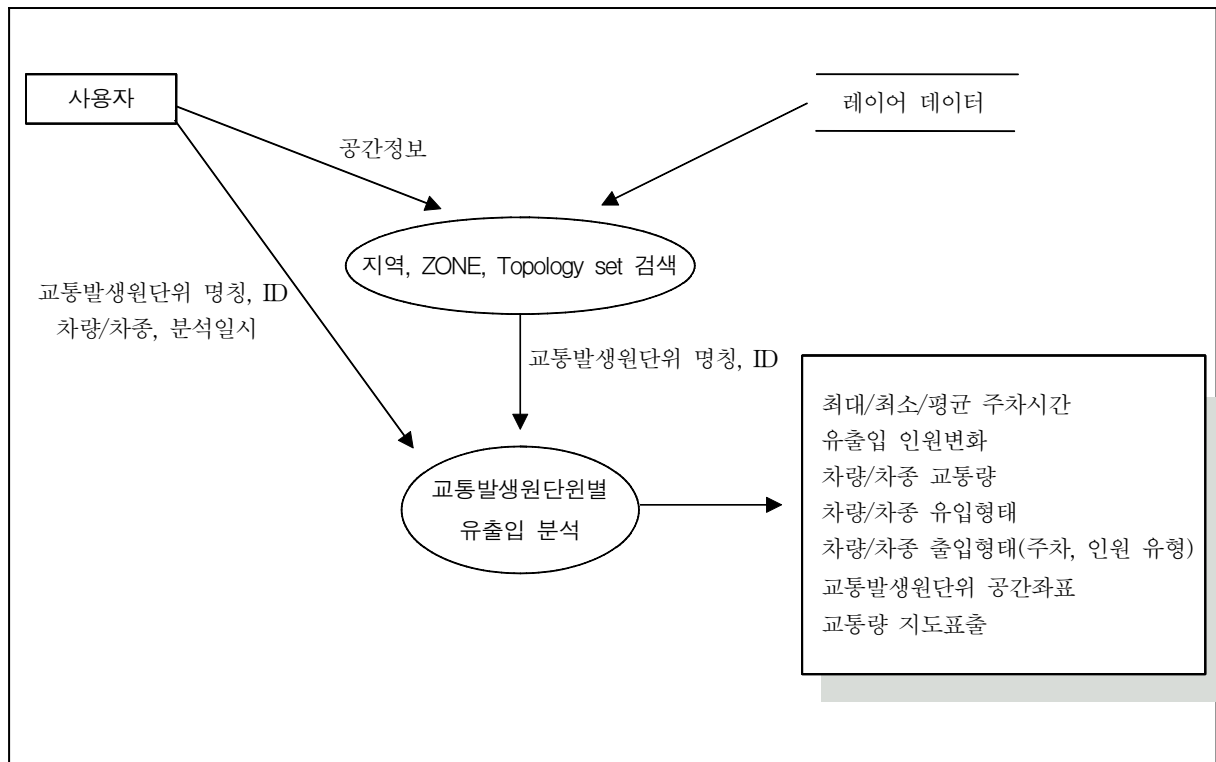 사용자
레이어 데이터
공간정보
지역, ZONE, Topology set 검색
교통발생원단위 명칭, ID
차량/차종, 분석일시
교통발생원단위 명칭, ID
교통발생원단위별
유출입 분석
최대/최소/평균 주차시간
유출입 인원변화
차량/차종 교통량
차량/차종 유입형태
차량/차종 출입형태(주차, 인원 유형)
교통발생원단위 공간좌표
교통량 지도표출